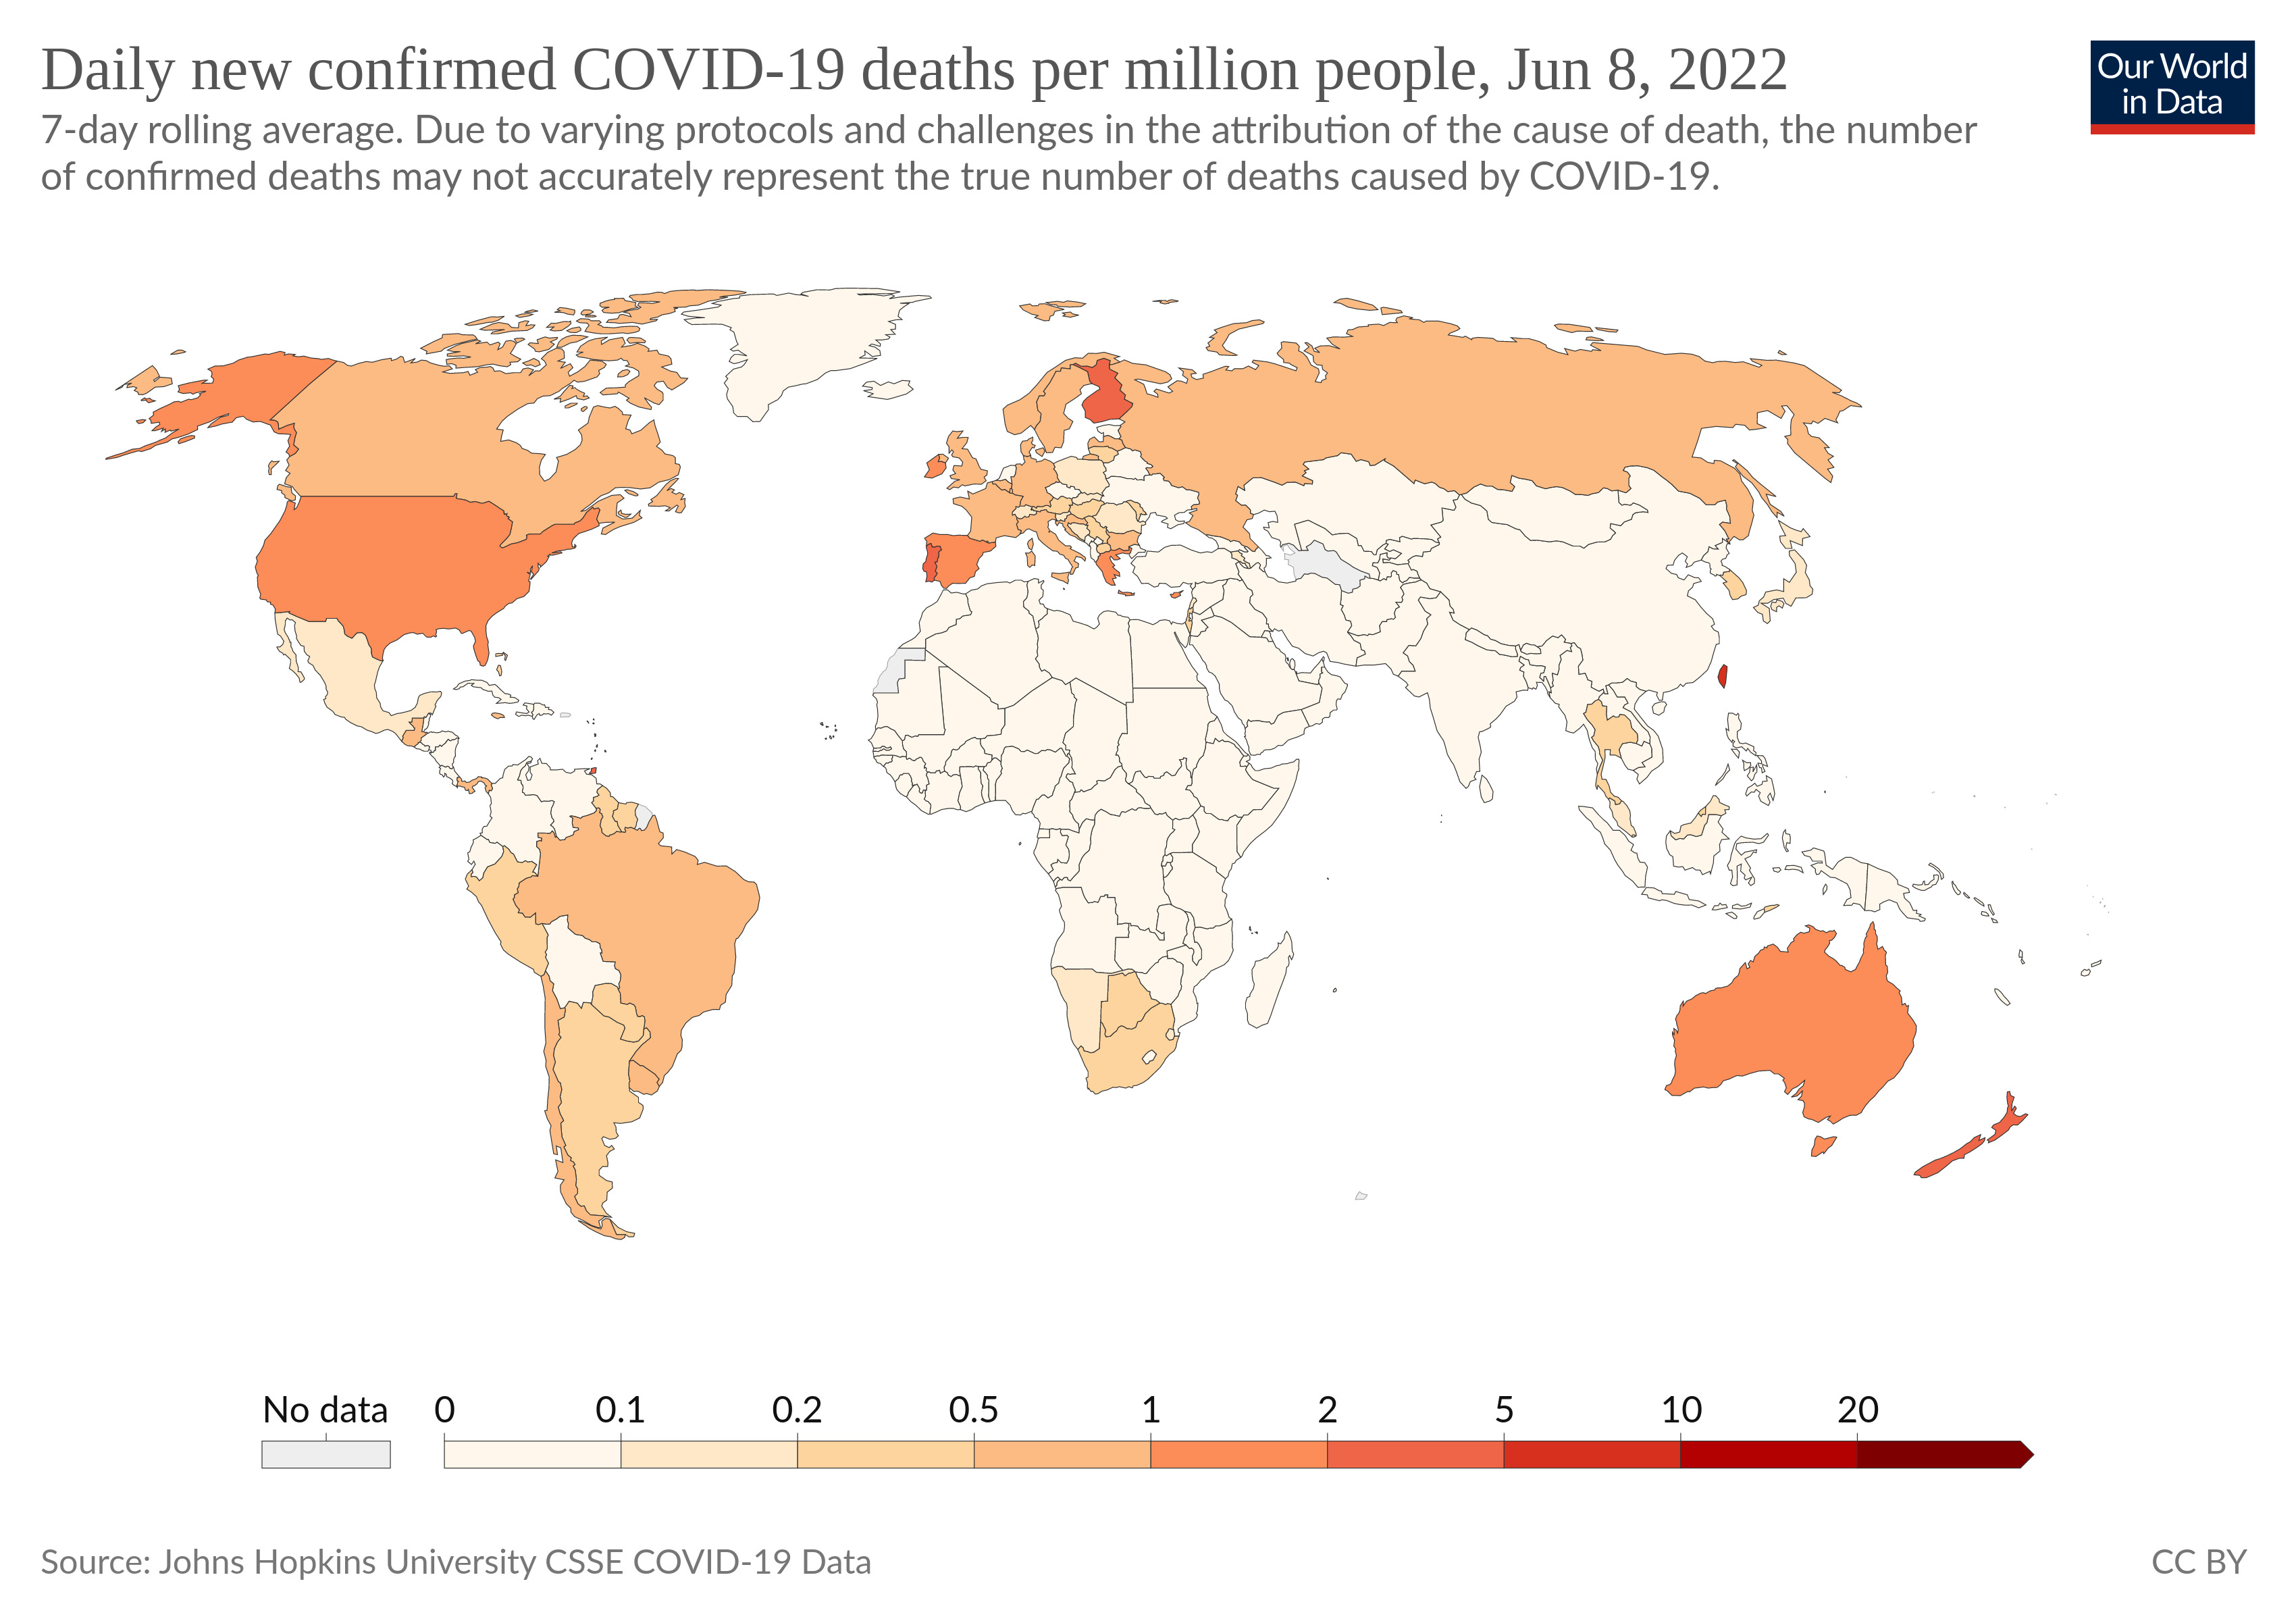 Daily new confirmed COVID-19 deaths per million people, Jun 8, 2022
Our World
in Data
7-day rolling average. Due to varying protocols and challenges in the attribution of the cause of death, the number
of confirmed deaths may not accurately represent the true number of deaths caused by COVID-19.
No data 0 0.1 0.2 0.5 1 2 5 10 20
Source: Johns Hopkins University CSSE COVID-19 Data
CC BY